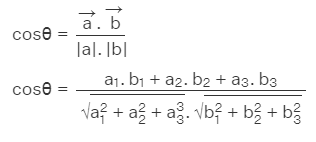 cosθ = a⃗ . b⃗ / |a|. |b|
cosθ = a₁. b₁ + a₂. b₂ + a₃. b₃ / √a₁² + a₂² + a₃³. √b₁² + b₂² + b₃²